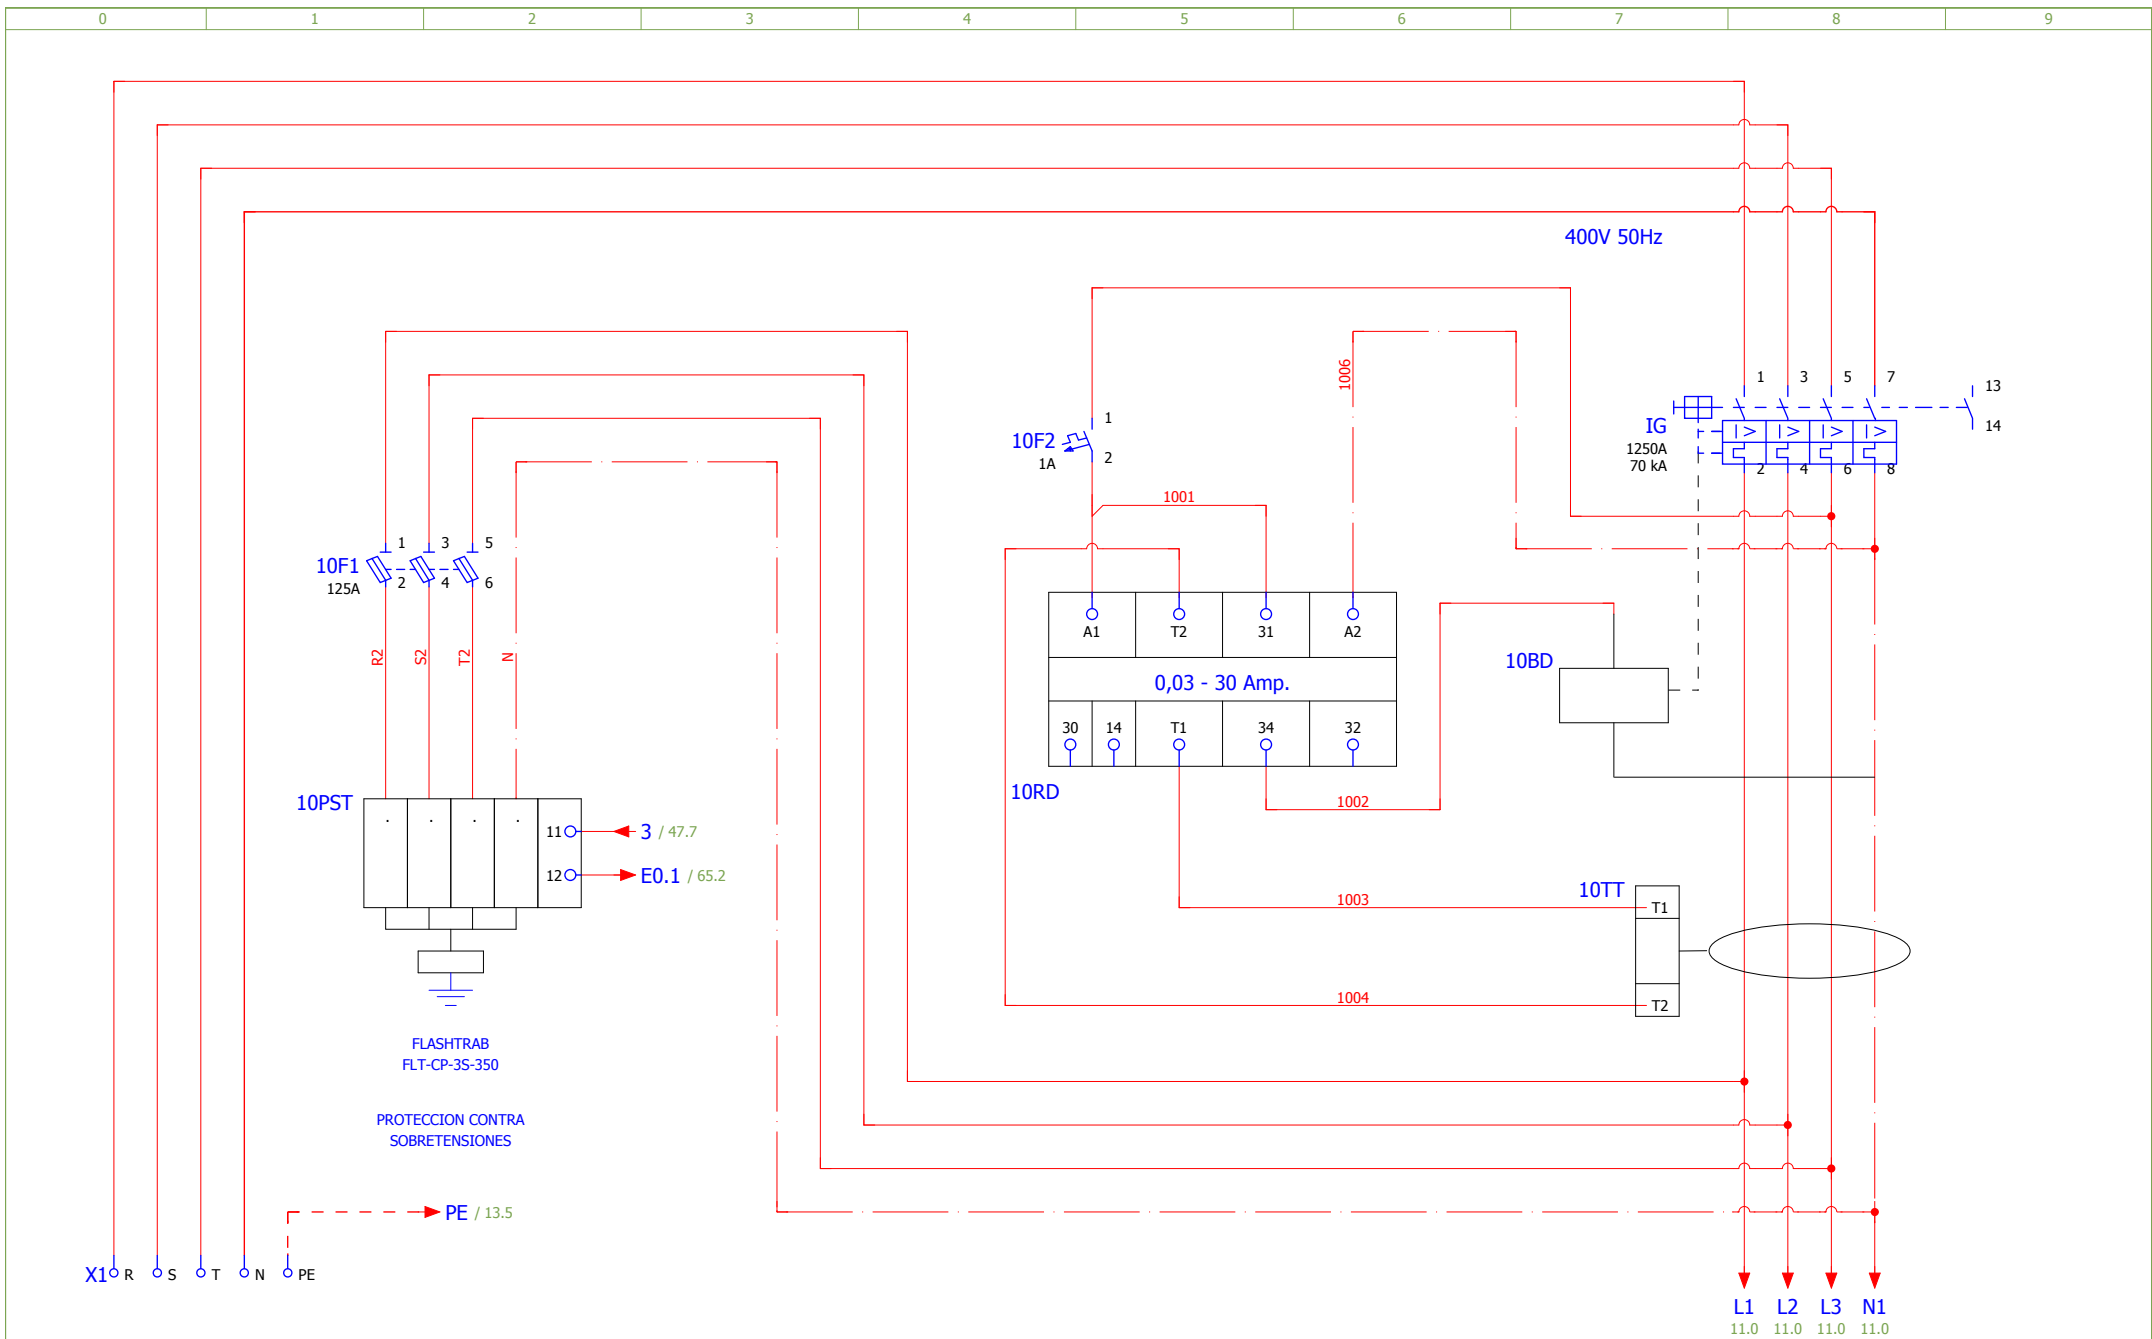 0 1 2 3 4 5 6 7 8 9
400V 50Hz
1 3 5 7 13
IG 14
1250A
70 kA
2 4 6 8
1006
10F2 1
1A 2
1001
10F1 1 3 5
125A 2 4 6
R2 S2 T2 N
A1 T2 31 A2
0,03 - 30 Amp.
30 14 T1 34 32
10RD
10BD
1002
10PST
11 3 / 47.7
12 E0.1 / 65.2
10TT
1003 T1
1004 T2
FLASHTRAB
FLT-CP-3S-350
PROTECCION CONTRA
SOBRETENSIONES
PE / 13.5
X1 R S T N PE
L1 L2 L3 N1
11.0 11.0 11.0 11.0